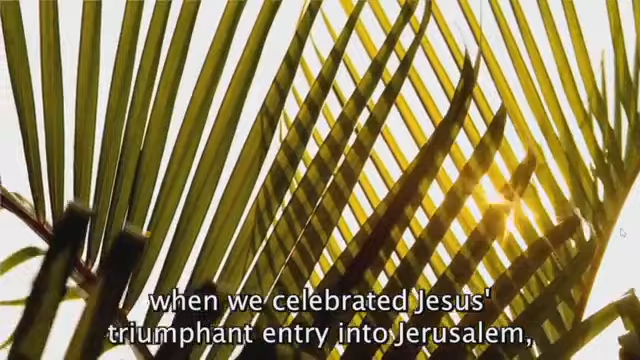 when we celebrated Jesus'
triumphant entry into Jerusalem,